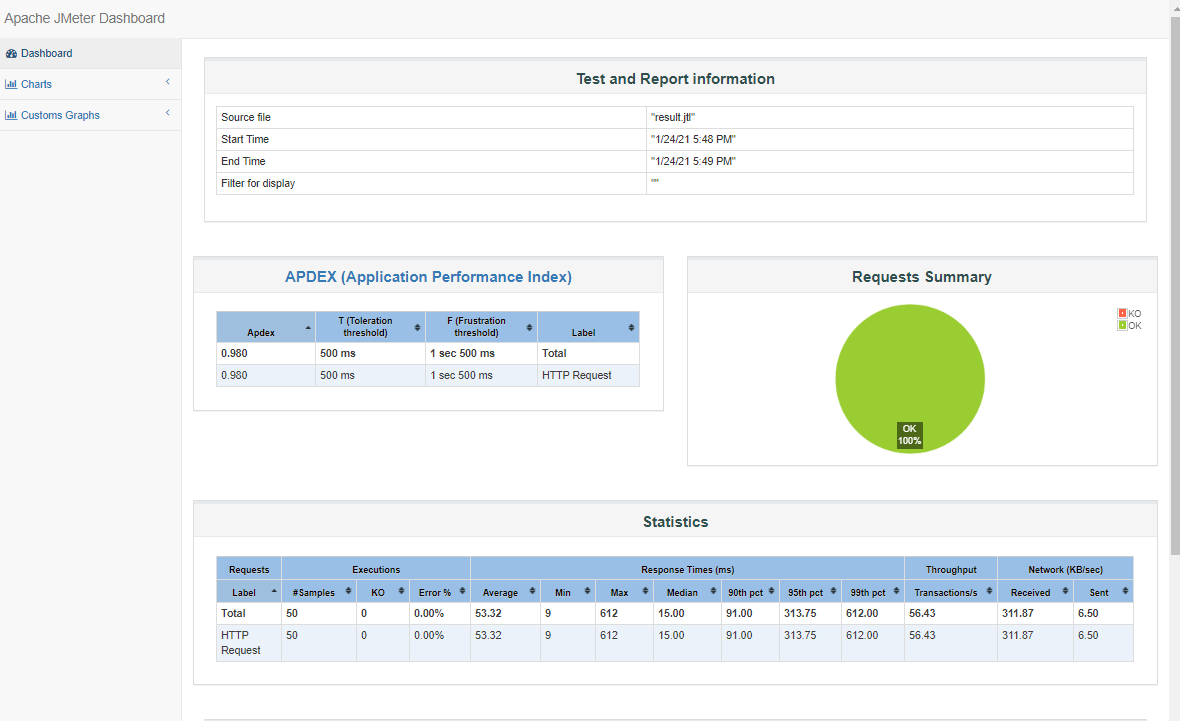 Apache JMeter Dashboard
Dashboard
Charts
Customs Graphs
Test and Report information
Source file "result.jtl"
Start Time "1/24/21 5:48 PM"
End Time "1/24/21 5:49 PM"
Filter for display ""
APDEX (Application Performance Index)
Apdex T (Toleration threshold) F (Frustration threshold) Label
0.980 500 ms 1 sec 500 ms Total
0.980 500 ms 1 sec 500 ms HTTP Request
Requests Summary
KO
OK
OK
100%
Statistics
Requests Executions Response Times (ms) Throughput Network (KB/sec)
Label #Samples KO Error % Average Min Max Median 90th pct 95th pct 99th pct Transactions/s Received Sent
Total 50 0 0.00% 53.32 9 612 15.00 91.00 313.75 612.00 56.43 311.87 6.50
HTTP Request 50 0 0.00% 53.32 9 612 15.00 91.00 313.75 612.00 56.43 311.87 6.50